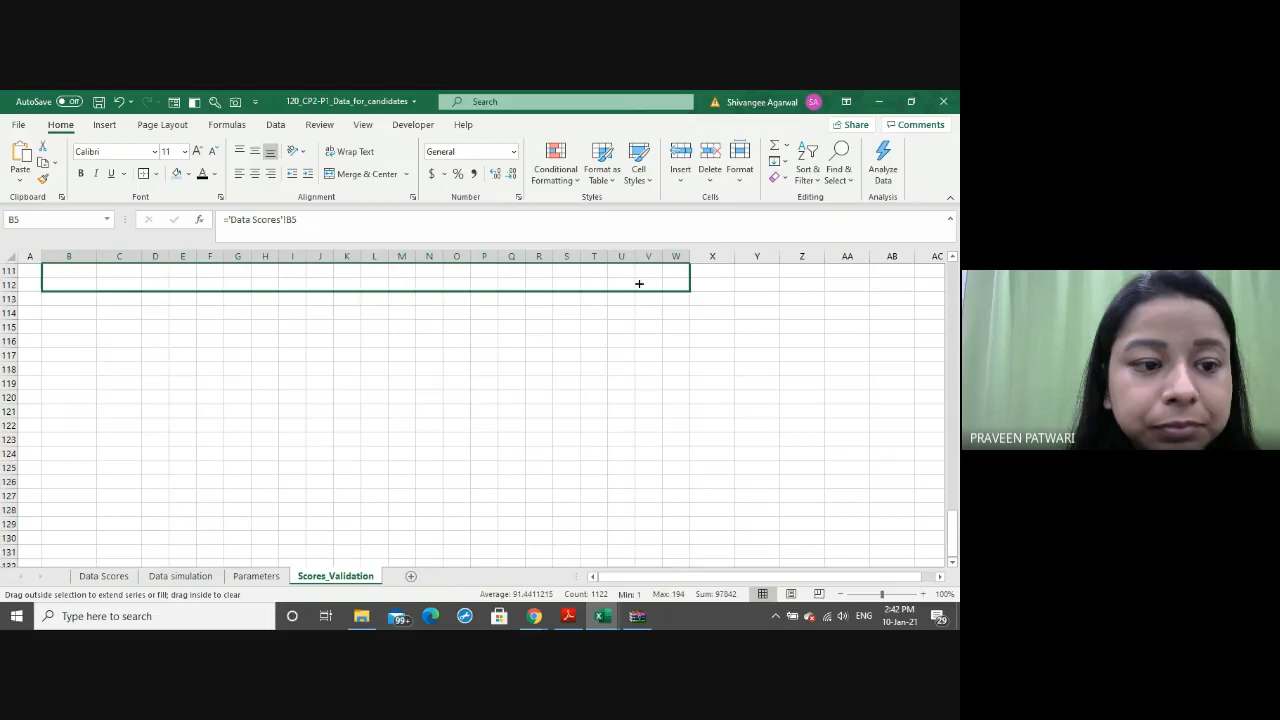 AutoSave Off 120_CP2-P1_Data_for_candidates Search Shivangee Agarwal SA
File Home Insert Page Layout Formulas Data Review View Developer Help Share Comments
Calibri 11 Wrap Text General
Paste B I U Merge & Center $ % Conditional Formatting Format as Table Cell Styles Insert Delete Format Sort & Filter Find & Select Analyze Data
Clipboard Font Alignment Number Styles Cells Editing Analysis
B5 fx ='Data Scores'!B5
A B C D E F G H I J K L M N O P Q R S T U V W X Y Z AA AB AC
111
112
113
114
115
116
117
118
119
120
121
122
123
124
125
126
127
128
129
130
131
132
Data Scores Data simulation Parameters Scores_Validation
Drag outside selection to extend series or fill; drag inside to clear Average: 91.4411215 Count: 1122 Min: 1 Max: 194 Sum: 97842 100%
Type here to search 99+ ENG 2:42 PM
10-Jan-21 29
PRAVEEN PATWARI